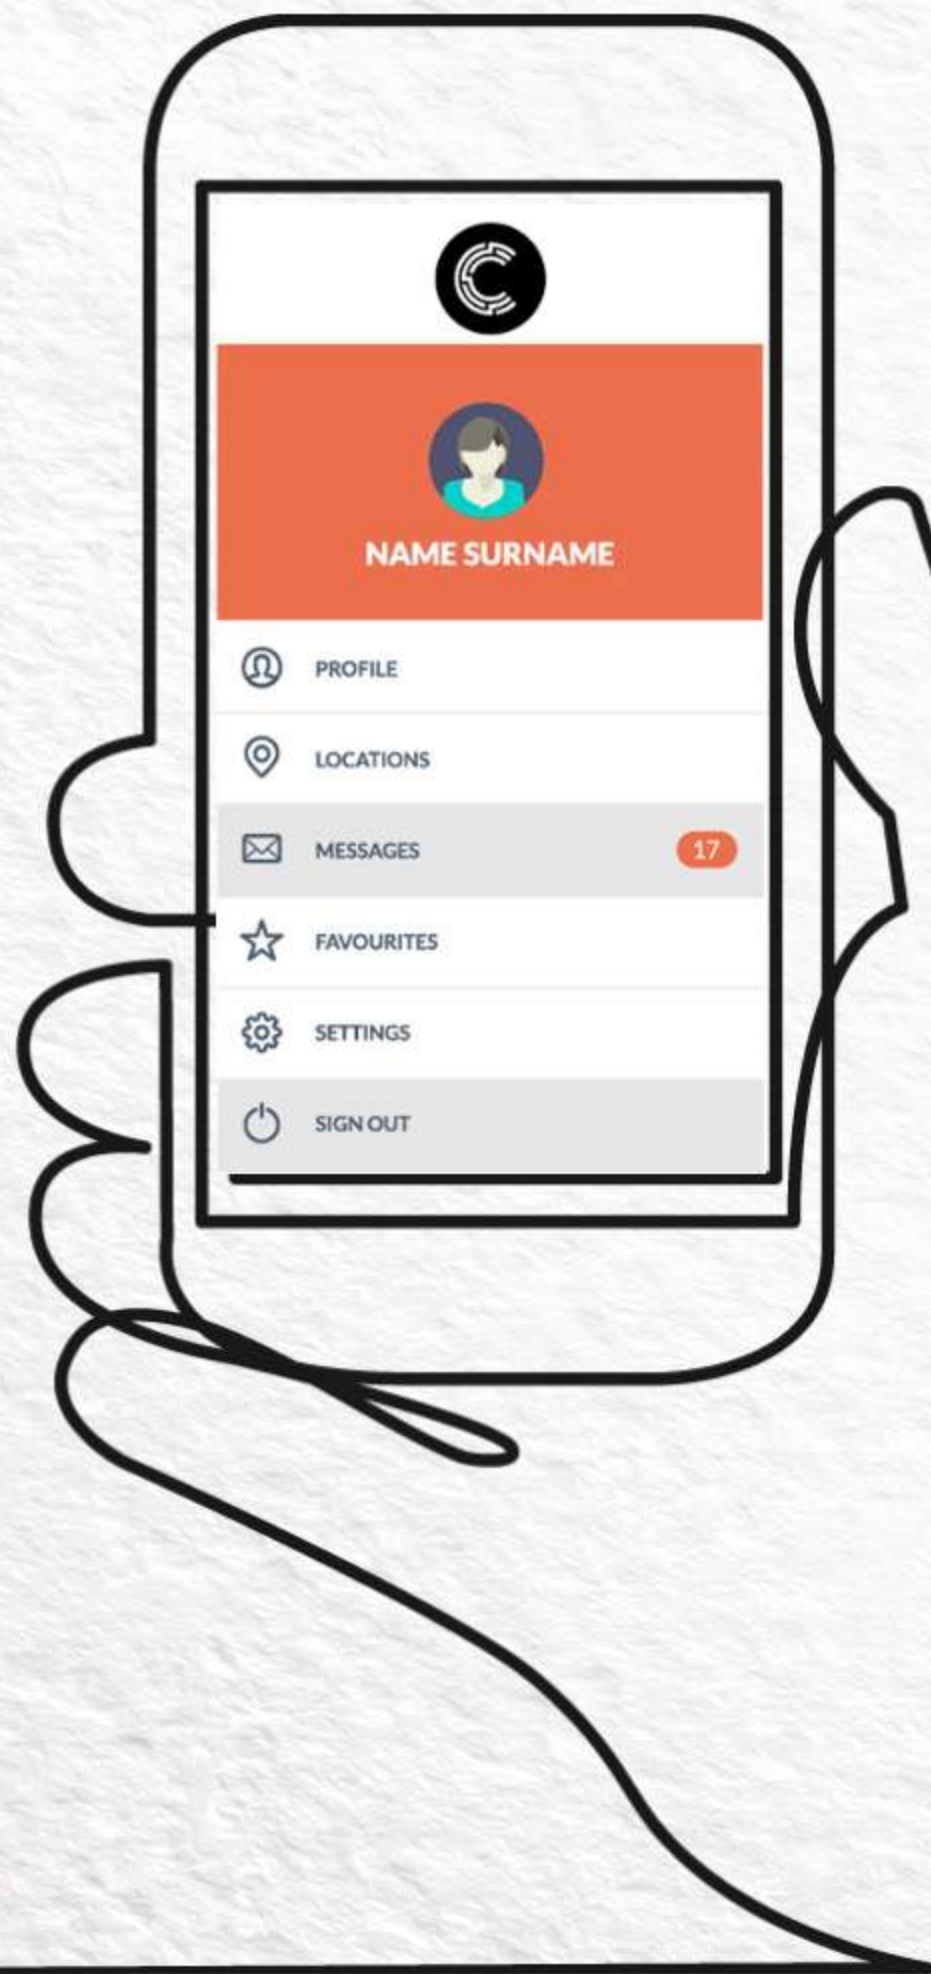 C
NAME SURNAME
PROFILE
LOCATIONS
MESSAGES 17
FAVOURITES
SETTINGS
SIGN OUT